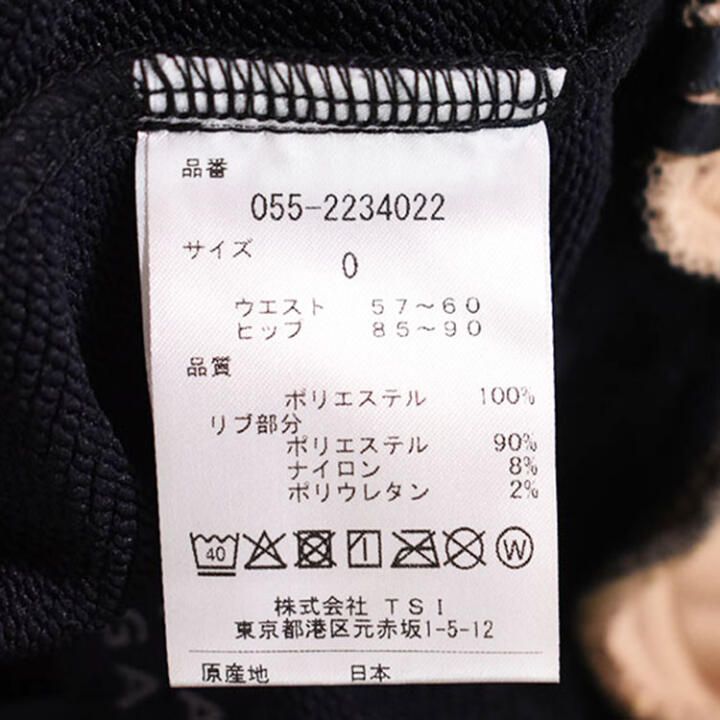 品番
055-2234022
サイズ
0
ウエスト 57～60
ヒップ 85～90
品質
ポリエステル 100%
リブ部分
ポリエステル 90%
ナイロン 8%
ポリウレタン 2%
40 W
株式会社 TSI
東京都港区元赤坂1-5-12
原産地 日本